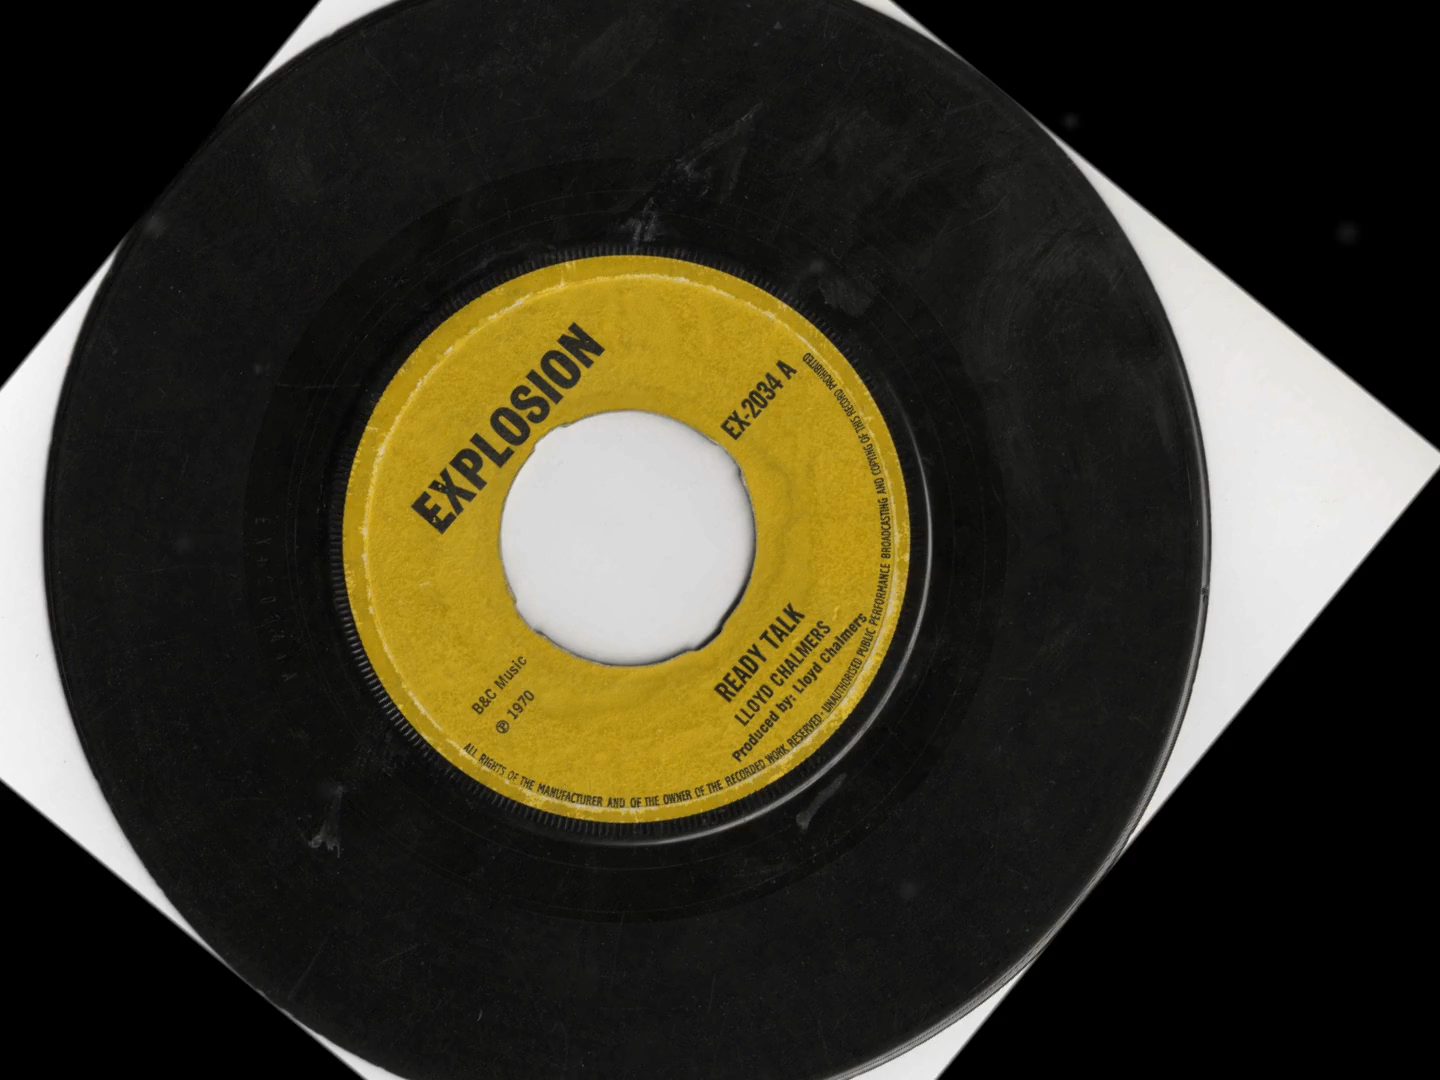 EXPLOSION
EX-2034 A
B&C Music
℗ 1970
READY TALK
LLOYD CHALMERS
Produced by: Lloyd Chalmers
ALL RIGHTS OF THE MANUFACTURER AND OF THE OWNER OF THE RECORDED WORK RESERVED · UNAUTHORISED PUBLIC PERFORMANCE BROADCASTING AND COPYING OF THIS RECORD PROHIBITED